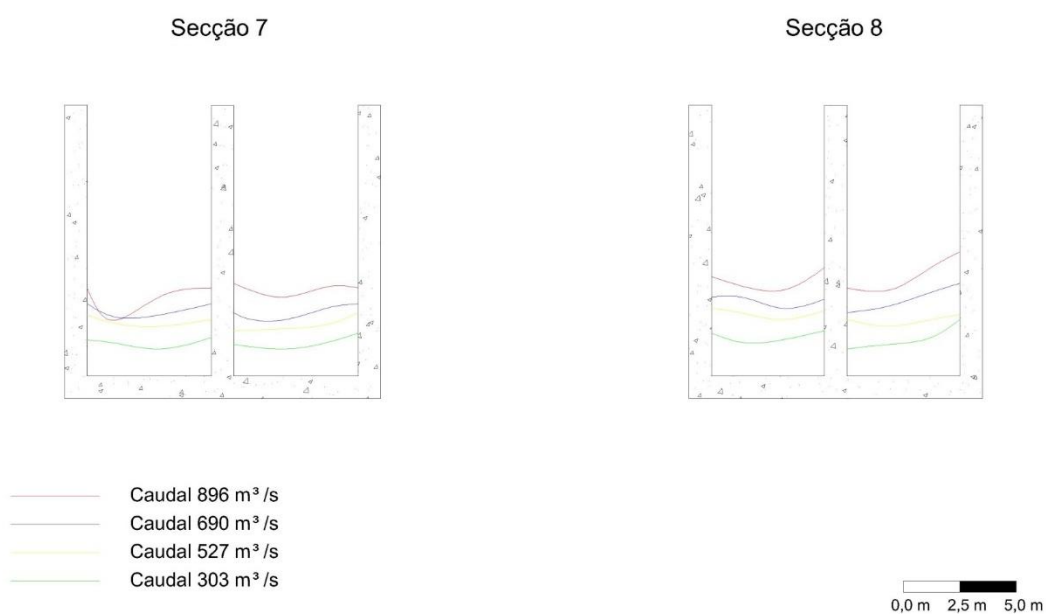 Secção 7
Secção 8
Caudal 896 m³ /s
Caudal 690 m³ /s
Caudal 527 m³ /s
Caudal 303 m³ /s
0,0 m 2,5 m 5,0 m